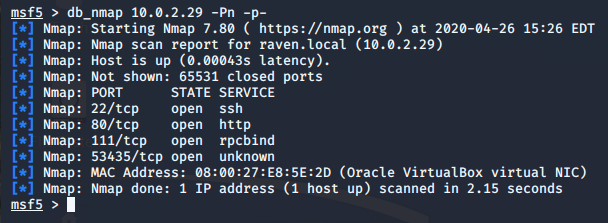 msf5 > db_nmap 10.0.2.29 -Pn -p-
[*] Nmap: Starting Nmap 7.80 ( https://nmap.org ) at 2020-04-26 15:26 EDT
[*] Nmap: Nmap scan report for raven.local (10.0.2.29)
[*] Nmap: Host is up (0.00043s latency).
[*] Nmap: Not shown: 65531 closed ports
[*] Nmap: PORT      STATE SERVICE
[*] Nmap: 22/tcp    open  ssh
[*] Nmap: 80/tcp    open  http
[*] Nmap: 111/tcp   open  rpcbind
[*] Nmap: 53435/tcp open  unknown
[*] Nmap: MAC Address: 08:00:27:E8:5E:2D (Oracle VirtualBox virtual NIC)
[*] Nmap: Nmap done: 1 IP address (1 host up) scanned in 2.15 seconds
msf5 >